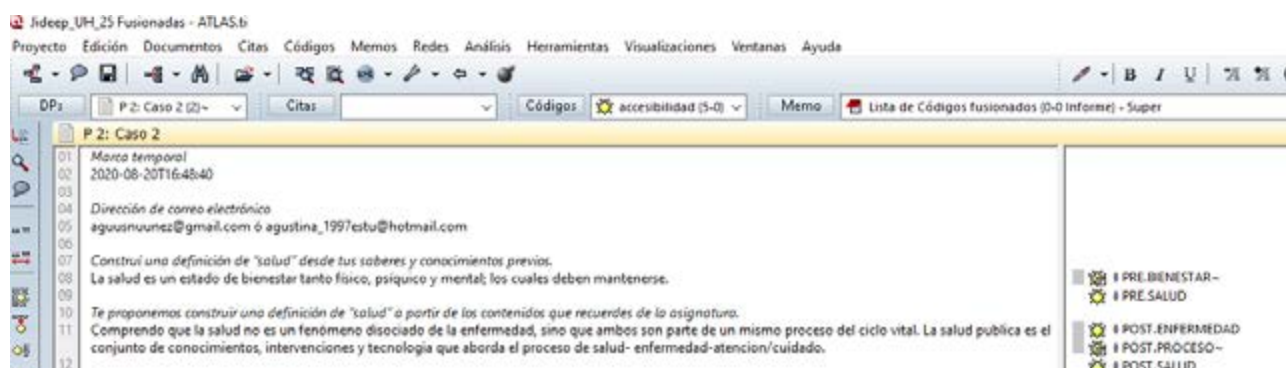 Jideep_UH_25 Fusionadas - ATLAS.ti
Proyecto Edición Documentos Citas Códigos Memos Redes Análisis Herramientas Visualizaciones Ventanas Ayuda
B I U
DPs P 2: Caso 2 (2)~ Citas Códigos accesibilidad (5-0) Memo Lista de Códigos fusionados (0-0 Informe) - Super
P 2: Caso 2
01 Marca temporal
02 2020-08-20T16:48:40
03
04 Dirección de correo electrónico
05 aguusnuunez@gmail.com ó agustina_1997estu@hotmail.com
06
07 Construí una definición de "salud" desde tus saberes y conocimientos previos.
08 La salud es un estado de bienestar tanto físico, psíquico y mental; los cuales deben mantenerse. # PRE.BIENESTAR~
09 # PRE.SALUD
10 Te proponemos construir una definición de "salud" a partir de los contenidos que recuerdes de la asignatura.
11 Comprendo que la salud no es un fenómeno disociado de la enfermedad, sino que ambos son parte de un mismo proceso del ciclo vital. La salud publica es el # POST.ENFERMEDAD
conjunto de conocimientos, intervenciones y tecnologia que aborda el proceso de salud- enfermedad-atencion/cuidado. # POST.PROCESO~
12 # POST.SALUD